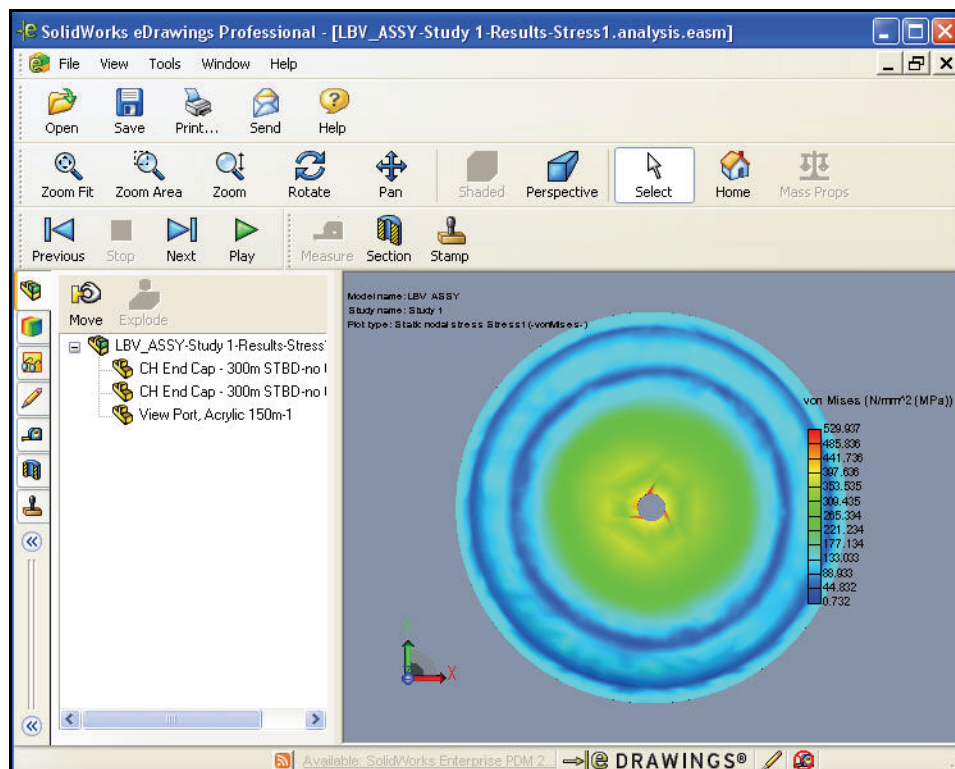 SolidWorks eDrawings Professional - [LBV_ASSY-Study 1-Results-Stress1.analysis.easm]
File View Tools Window Help
Open Save Print... Send Help
Zoom Fit Zoom Area Zoom Rotate Pan Shaded Perspective Select Home Mass Props
Previous Stop Next Play Measure Section Stamp
Move Explode
LBV_ASSY-Study 1-Results-Stress
CH End Cap - 300m STBD-no
CH End Cap - 300m STBD-no
View Port, Acrylic 150m-1
Model name: LBV ASSY
Study name: Study 1
Plot type: Static nodal stress Stress1 (-vonMises-)
von Mises (N/mm^2 (MPa))
529.937
485.836
441.736
397.636
353.535
309.435
265.334
221.234
177.134
133.033
88.933
44.832
0.732
Y
X
Available: SolidWorks Enterprise PDM 2... e DRAWINGS®